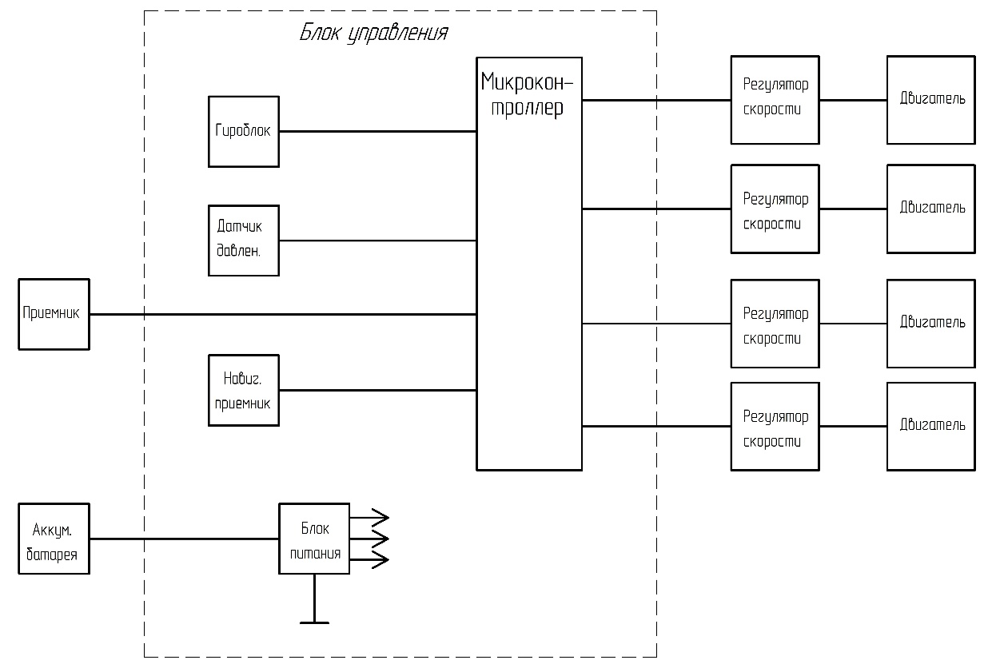 Блок управления
Микрокон-
троллер
Гироблок
Датчик
давлен.
Приемник
Навиг.
приемник
Аккум.
батарея
Блок
питания
Регулятор
скорости
Двигатель
Регулятор
скорости
Двигатель
Регулятор
скорости
Двигатель
Регулятор
скорости
Двигатель